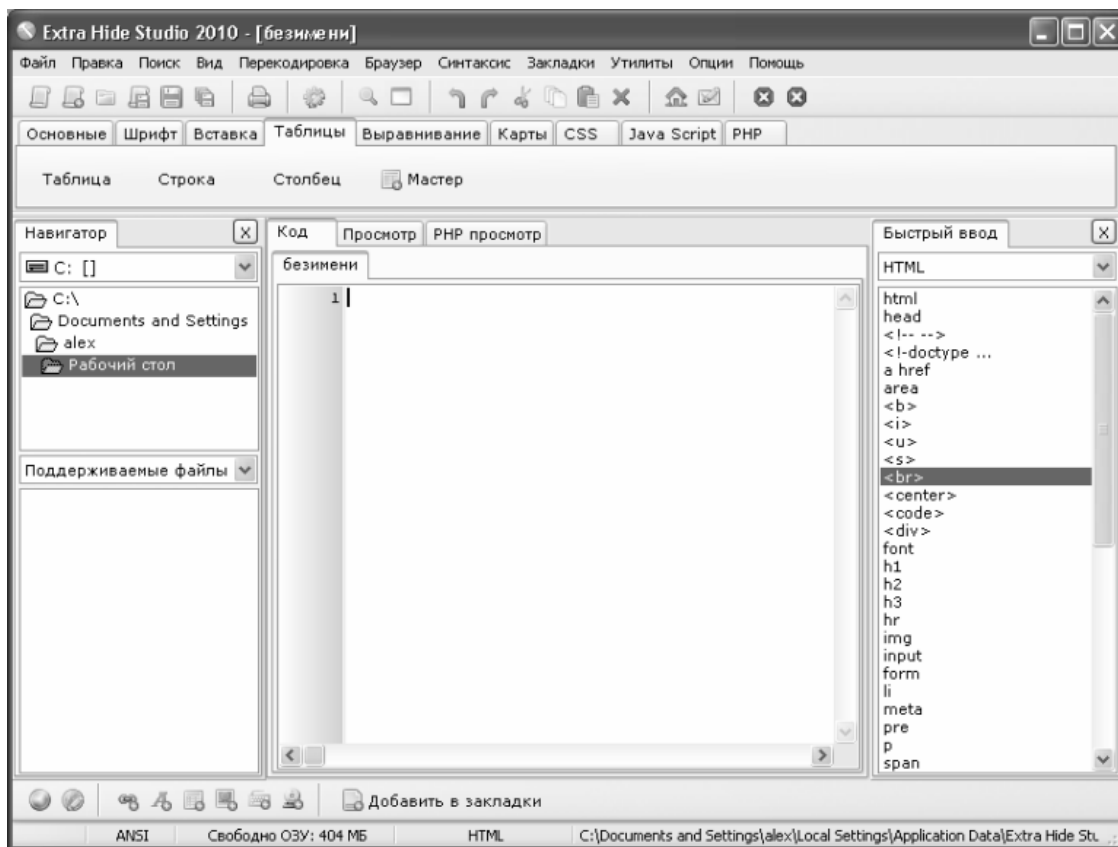 Extra Hide Studio 2010 - [безимени]
Файл Правка Поиск Вид Перекодировка Браузер Синтаксис Закладки Утилиты Опции Помощь
Основные Шрифт Вставка Таблицы Выравнивание Карты CSS Java Script PHP
Таблица Строка Столбец Мастер
Навигатор
C: []
C:\
Documents and Settings
alex
Рабочий стол
Поддерживаемые файлы
Код Просмотр PHP просмотр
безимени
1
Быстрый ввод
HTML
html
head
<!-- -->
<!-doctype ...
a href
area
<b>
<i>
<u>
<s>
<br>
<center>
<code>
<div>
font
h1
h2
h3
hr
img
input
form
li
meta
pre
p
span
Добавить в закладки
ANSI Свободно ОЗУ: 404 МБ HTML C:\Documents and Settings\alex\Local Settings\Application Data\Extra Hide Stu